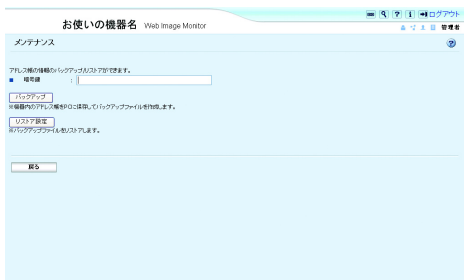 ログアウト
お使いの機器名 Web Image Monitor
管理者
メンテナンス
アドレス帳の情報のバックアップ/リストアができます。
■ 暗号鍵 :
バックアップ
※機器内のアドレス帳をPCに保存してバックアップファイルを作成します。
リストア設定
※バックアップファイルをリストアします。
戻る